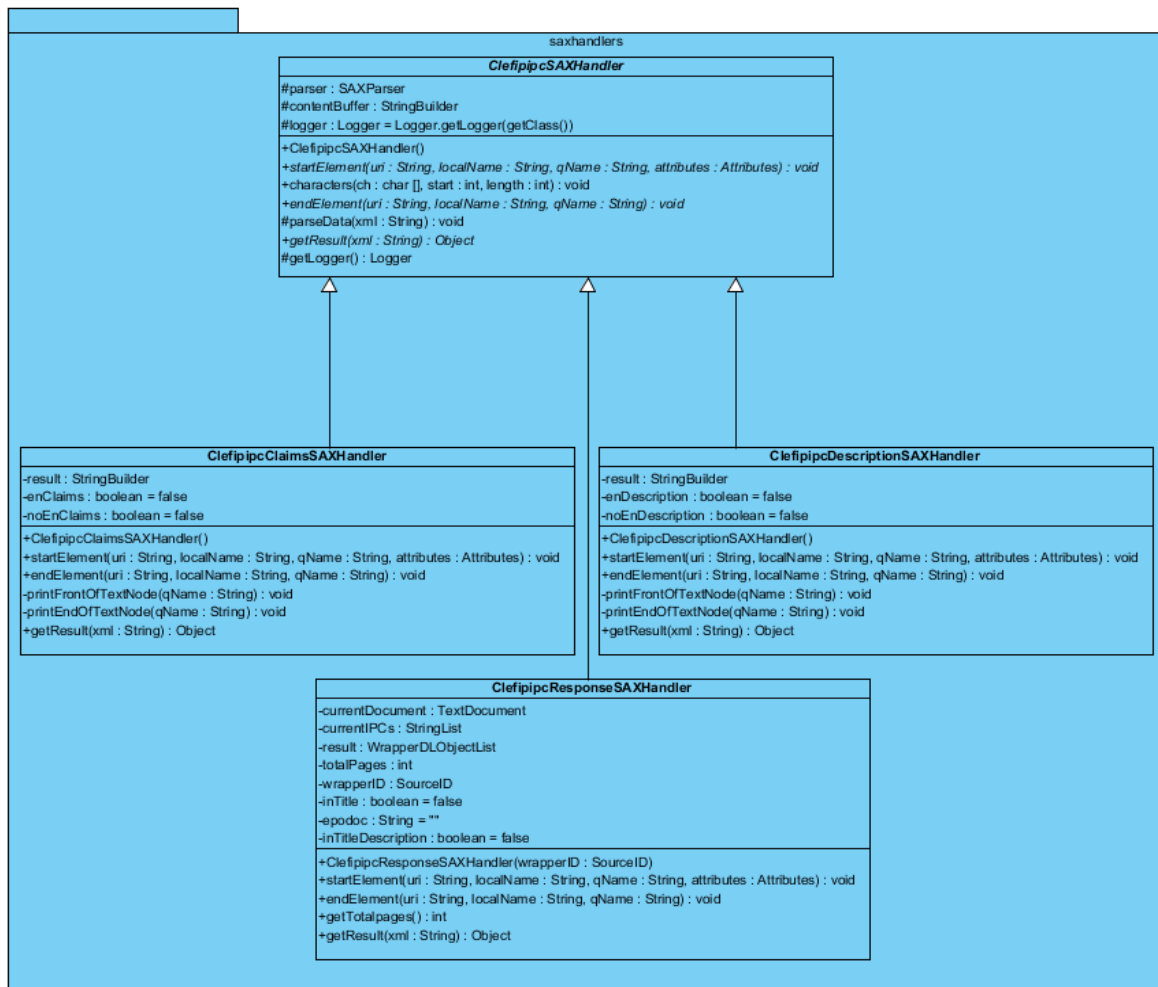 saxhandlers
ClefipipcSAXHandler
#parser : SAXParser
#contentBuffer : StringBuilder
#logger : Logger = Logger.getLogger(getClass())
+ClefipipcSAXHandler()
+startElement(uri : String, localName : String, qName : String, attributes : Attributes) : void
+characters(ch : char [], start : int, length : int) : void
+endElement(uri : String, localName : String, qName : String) : void
#parseData(xml : String) : void
+getResult(xml : String) : Object
#getLogger() : Logger
ClefipipcClaimsSAXHandler
-result : StringBuilder
-enClaims : boolean = false
-noEnClaims : boolean = false
+ClefipipcClaimsSAXHandler()
+startElement(uri : String, localName : String, qName : String, attributes : Attributes) : void
+endElement(uri : String, localName : String, qName : String) : void
-printFrontOfTextNode(qName : String) : void
-printEndOfTextNode(qName : String) : void
+getResult(xml : String) : Object
ClefipipcDescriptionSAXHandler
-result : StringBuilder
-enDescription : boolean = false
-noEnDescription : boolean = false
+ClefipipcDescriptionSAXHandler()
+startElement(uri : String, localName : String, qName : String, attributes : Attributes) : void
+endElement(uri : String, localName : String, qName : String) : void
-printFrontOfTextNode(qName : String) : void
-printEndOfTextNode(qName : String) : void
+getResult(xml : String) : Object
ClefipipcResponseSAXHandler
-currentDocument : TextDocument
-currentIPCs : StringList
-result : WrapperDLObjectList
-totalPages : int
-wrapperID : SourceID
-inTitle : boolean = false
-epodoc : String = ""
-inTitleDescription : boolean = false
+ClefipipcResponseSAXHandler(wrapperID : SourceID)
+startElement(uri : String, localName : String, qName : String, attributes : Attributes) : void
+endElement(uri : String, localName : String, qName : String) : void
+getTotalpages() : int
+getResult(xml : String) : Object